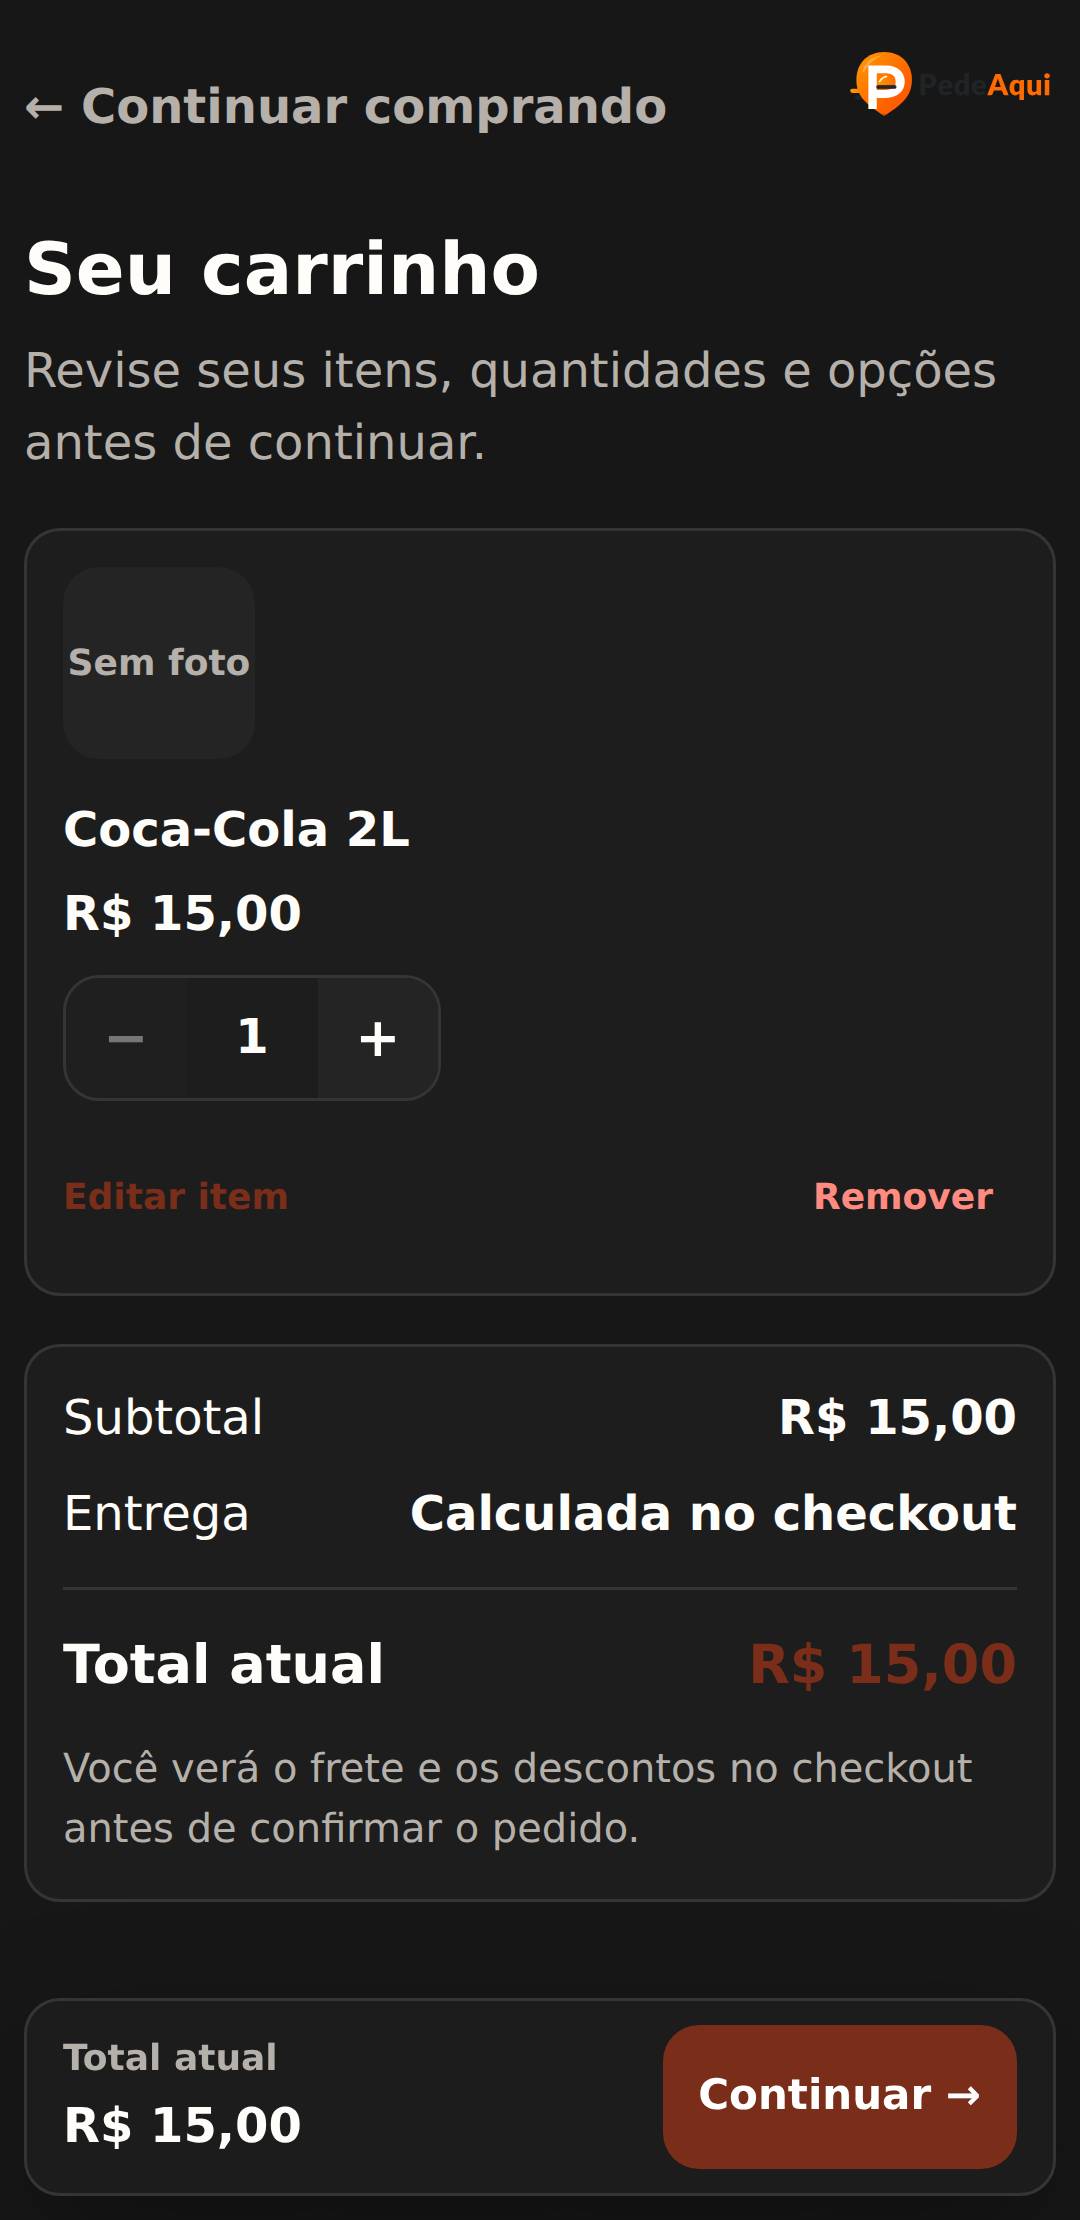 ← Continuar comprando
PedeAqui
Seu carrinho
Revise seus itens, quantidades e opções
antes de continuar.
Sem foto
Coca-Cola 2L
R$ 15,00
− 1 +
Editar item Remover
Subtotal R$ 15,00
Entrega Calculada no checkout
Total atual R$ 15,00
Você verá o frete e os descontos no checkout
antes de confirmar o pedido.
Total atual
R$ 15,00
Continuar →